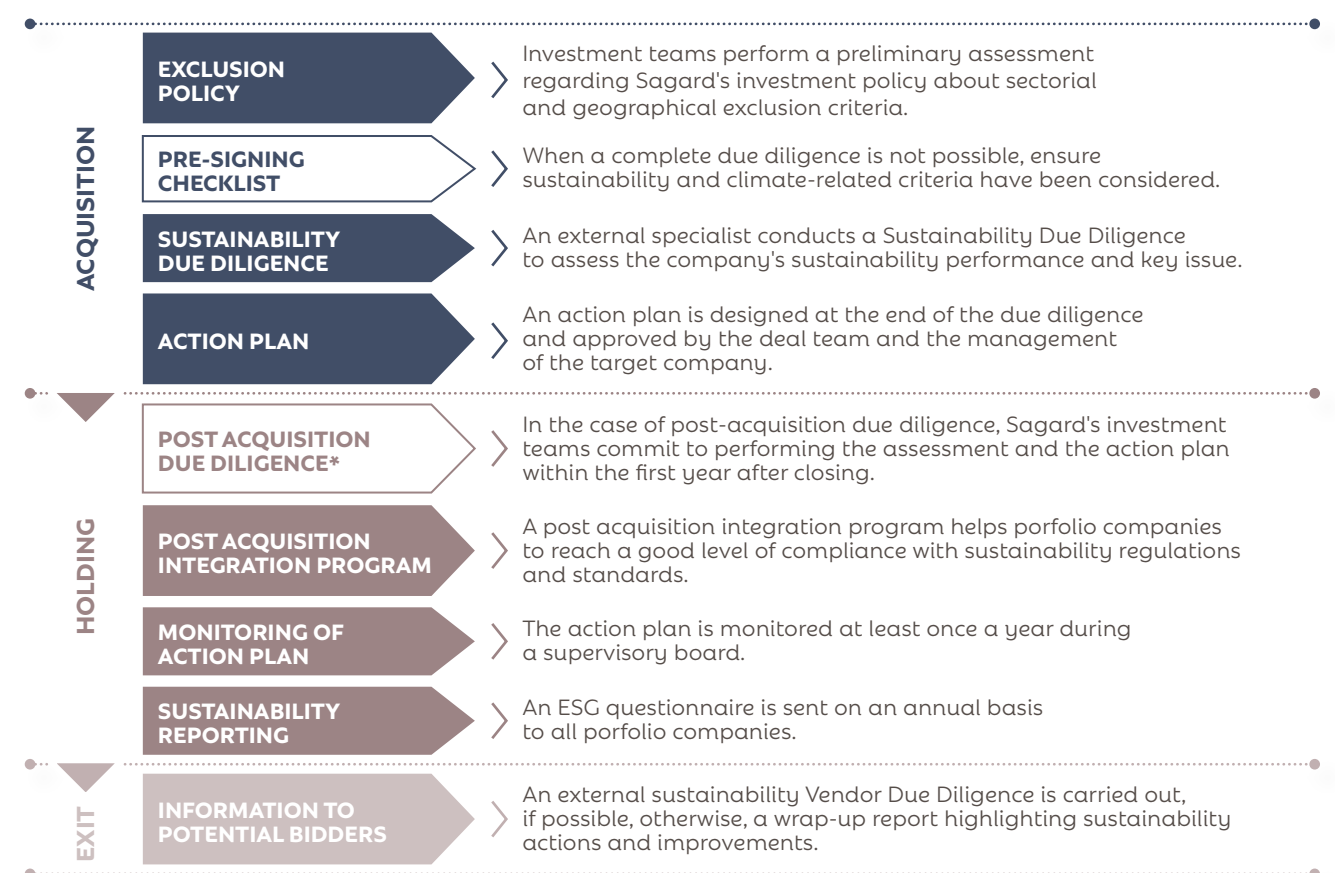 ACQUISITION
EXCLUSION
POLICY
Investment teams perform a preliminary assessment
regarding Sagard's investment policy about sectorial
and geographical exclusion criteria.
PRE-SIGNING
CHECKLIST
When a complete due diligence is not possible, ensure
sustainability and climate-related criteria have been considered.
SUSTAINABILITY
DUE DILIGENCE
An external specialist conducts a Sustainability Due Diligence
to assess the company's sustainability performance and key issue.
ACTION PLAN
An action plan is designed at the end of the due diligence
and approved by the deal team and the management
of the target company.
HOLDING
POST ACQUISITION
DUE DILIGENCE*
In the case of post-acquisition due diligence, Sagard's investment
teams commit to performing the assessment and the action plan
within the first year after closing.
POST ACQUISITION
INTEGRATION PROGRAM
A post acquisition integration program helps porfolio companies
to reach a good level of compliance with sustainability regulations
and standards.
MONITORING OF
ACTION PLAN
The action plan is monitored at least once a year during
a supervisory board.
SUSTAINABILITY
REPORTING
An ESG questionnaire is sent on an annual basis
to all porfolio companies.
EXIT
INFORMATION TO
POTENTIAL BIDDERS
An external sustainability Vendor Due Diligence is carried out,
if possible, otherwise, a wrap-up report highlighting sustainability
actions and improvements.